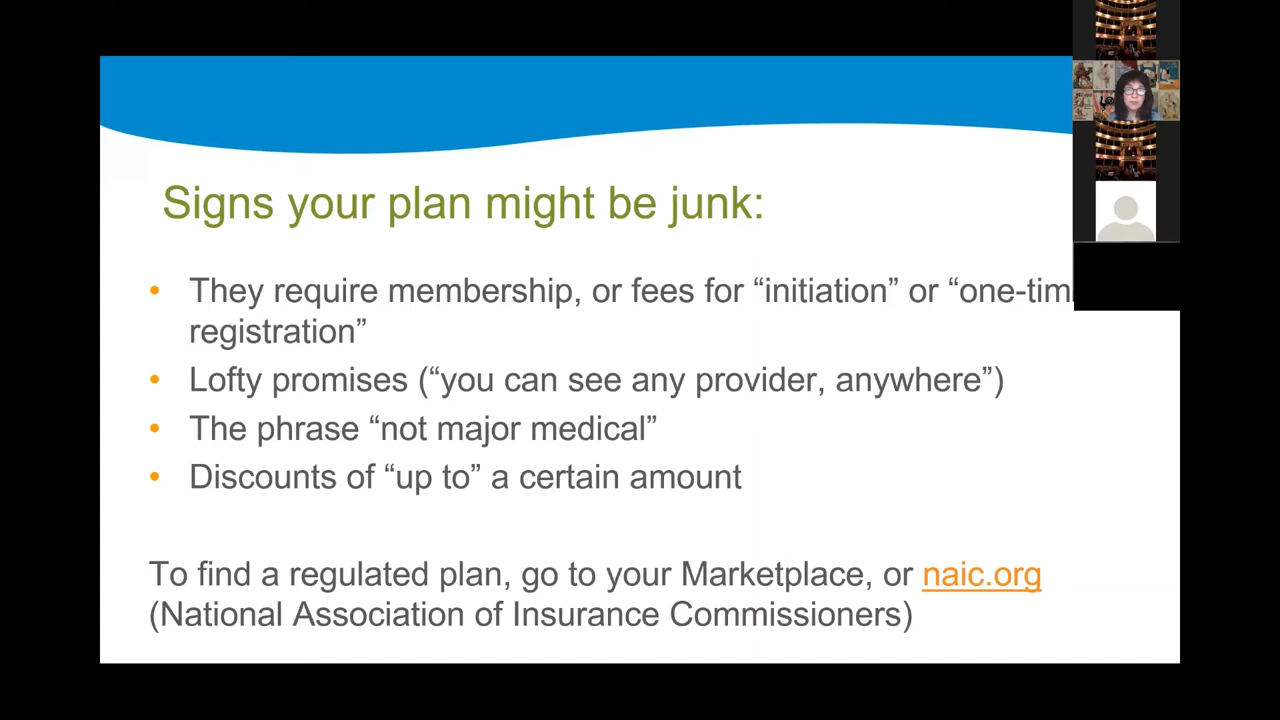 Signs your plan might be junk:
• They require membership, or fees for “initiation” or “one-tim
registration”
• Lofty promises (“you can see any provider, anywhere”)
• The phrase “not major medical”
• Discounts of “up to” a certain amount
To find a regulated plan, go to your Marketplace, or naic.org
(National Association of Insurance Commissioners)